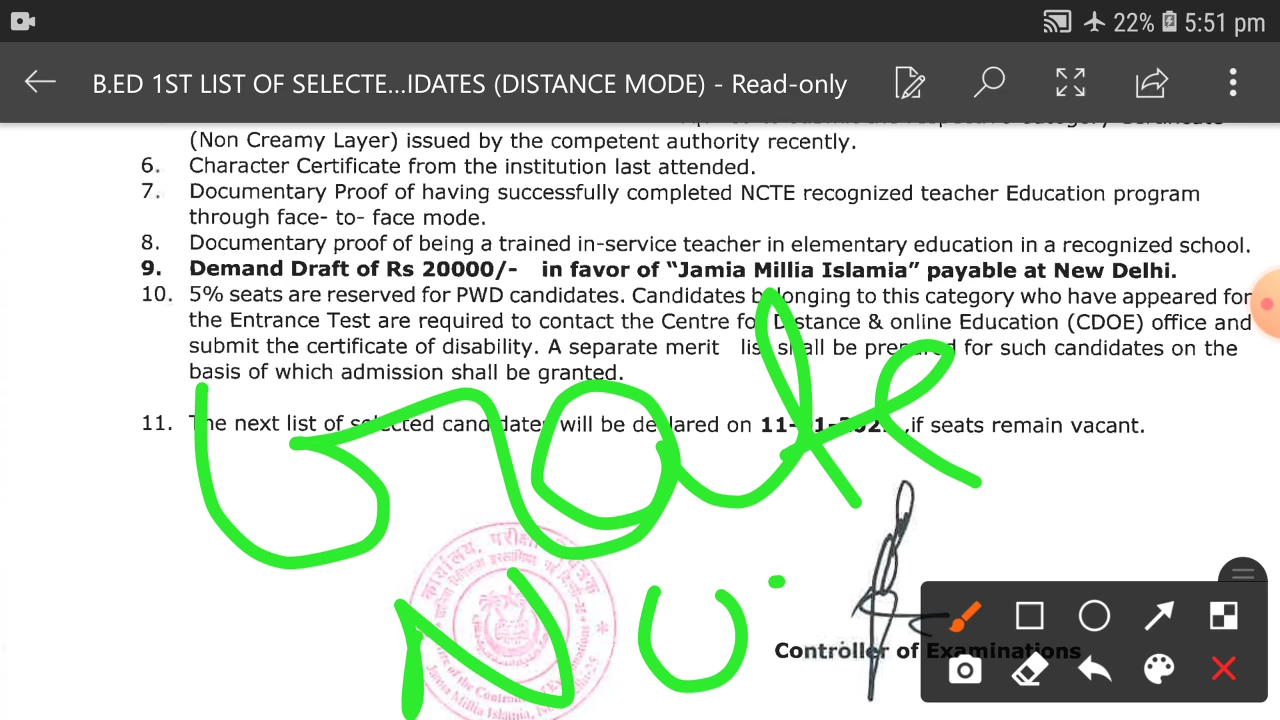 22% 5:51 pm
B.ED 1ST LIST OF SELECTE...IDATES (DISTANCE MODE) - Read-only
(Non Creamy Layer) issued by the competent authority recently.
6. Character Certificate from the institution last attended.
7. Documentary Proof of having successfully completed NCTE recognized teacher Education program
through face- to- face mode.
8. Documentary proof of being a trained in-service teacher in elementary education in a recognized school.
9. Demand Draft of Rs 20000/- in favor of “Jamia Millia Islamia” payable at New Delhi.
10. 5% seats are reserved for PWD candidates. Candidates belonging to this category who have appeared for
the Entrance Test are required to contact the Centre for Distance & online Education (CDOE) office and
submit the certificate of disability. A separate merit list shall be prepared for such candidates on the
basis of which admission shall be granted.
11. The next list of selected candidates will be declared on ,if seats remain vacant.
Gate
No.
Controller of Examinations